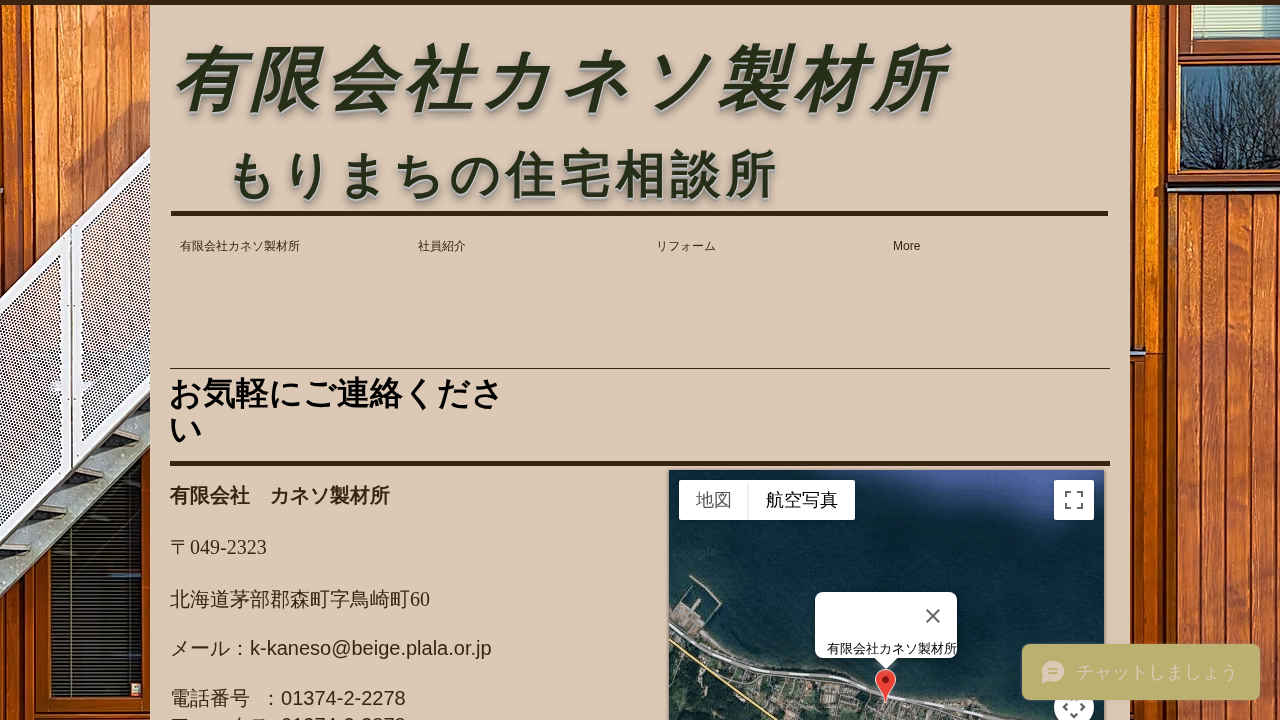 有限会社カネソ製材所
もりまちの住宅相談所
有限会社カネソ製材所 社員紹介 リフォーム More
お気軽にご連絡くださ
い
有限会社　カネソ製材所
〒049-2323
北海道茅部郡森町字鳥崎町60
メール：k-kaneso@beige.plala.or.jp
電話番号 ：01374-2-2278
地図 航空写真
有限会社カネソ製材所
チャットしましょう